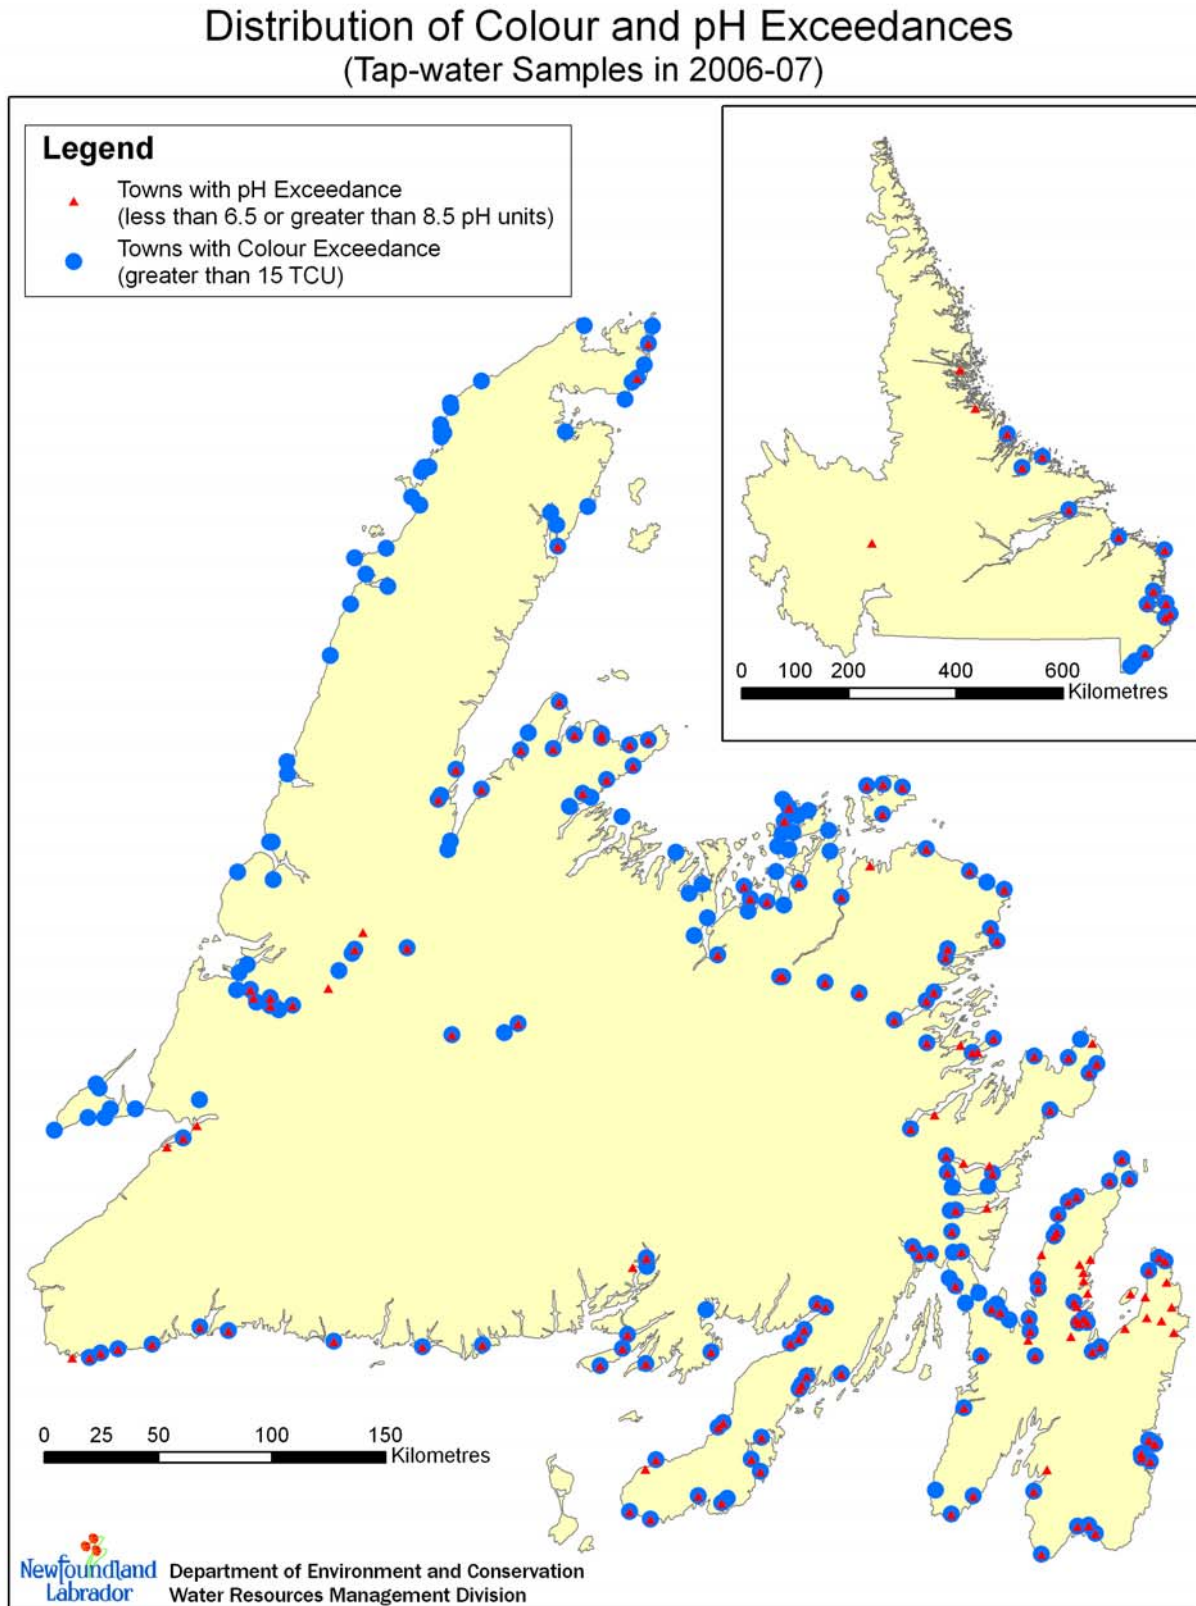 Distribution of Colour and pH Exceedances
(Tap-water Samples in 2006-07)
Legend
Towns with pH Exceedance
(less than 6.5 or greater than 8.5 pH units)
Towns with Colour Exceedance
(greater than 15 TCU)
0 100 200 400 600
Kilometres
0 25 50 100 150
Kilometres
Newfoundland
Labrador
Department of Environment and Conservation
Water Resources Management Division